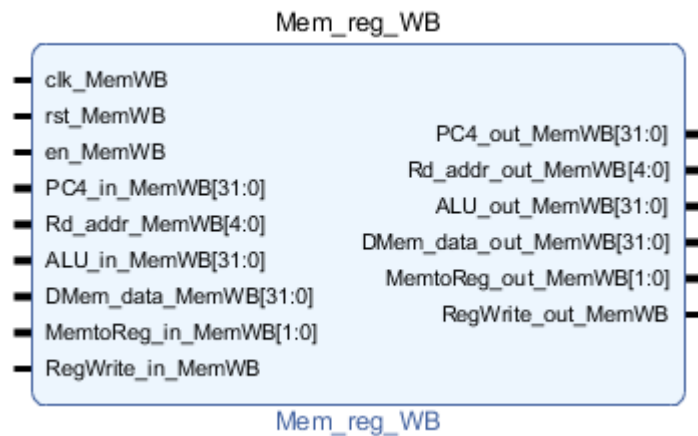 Mem_reg_WB
clk_MemWB
rst_MemWB
en_MemWB
PC4_in_MemWB[31:0]
Rd_addr_MemWB[4:0]
ALU_in_MemWB[31:0]
DMem_data_MemWB[31:0]
MemtoReg_in_MemWB[1:0]
RegWrite_in_MemWB
PC4_out_MemWB[31:0]
Rd_addr_out_MemWB[4:0]
ALU_out_MemWB[31:0]
DMem_data_out_MemWB[31:0]
MemtoReg_out_MemWB[1:0]
RegWrite_out_MemWB
Mem_reg_WB